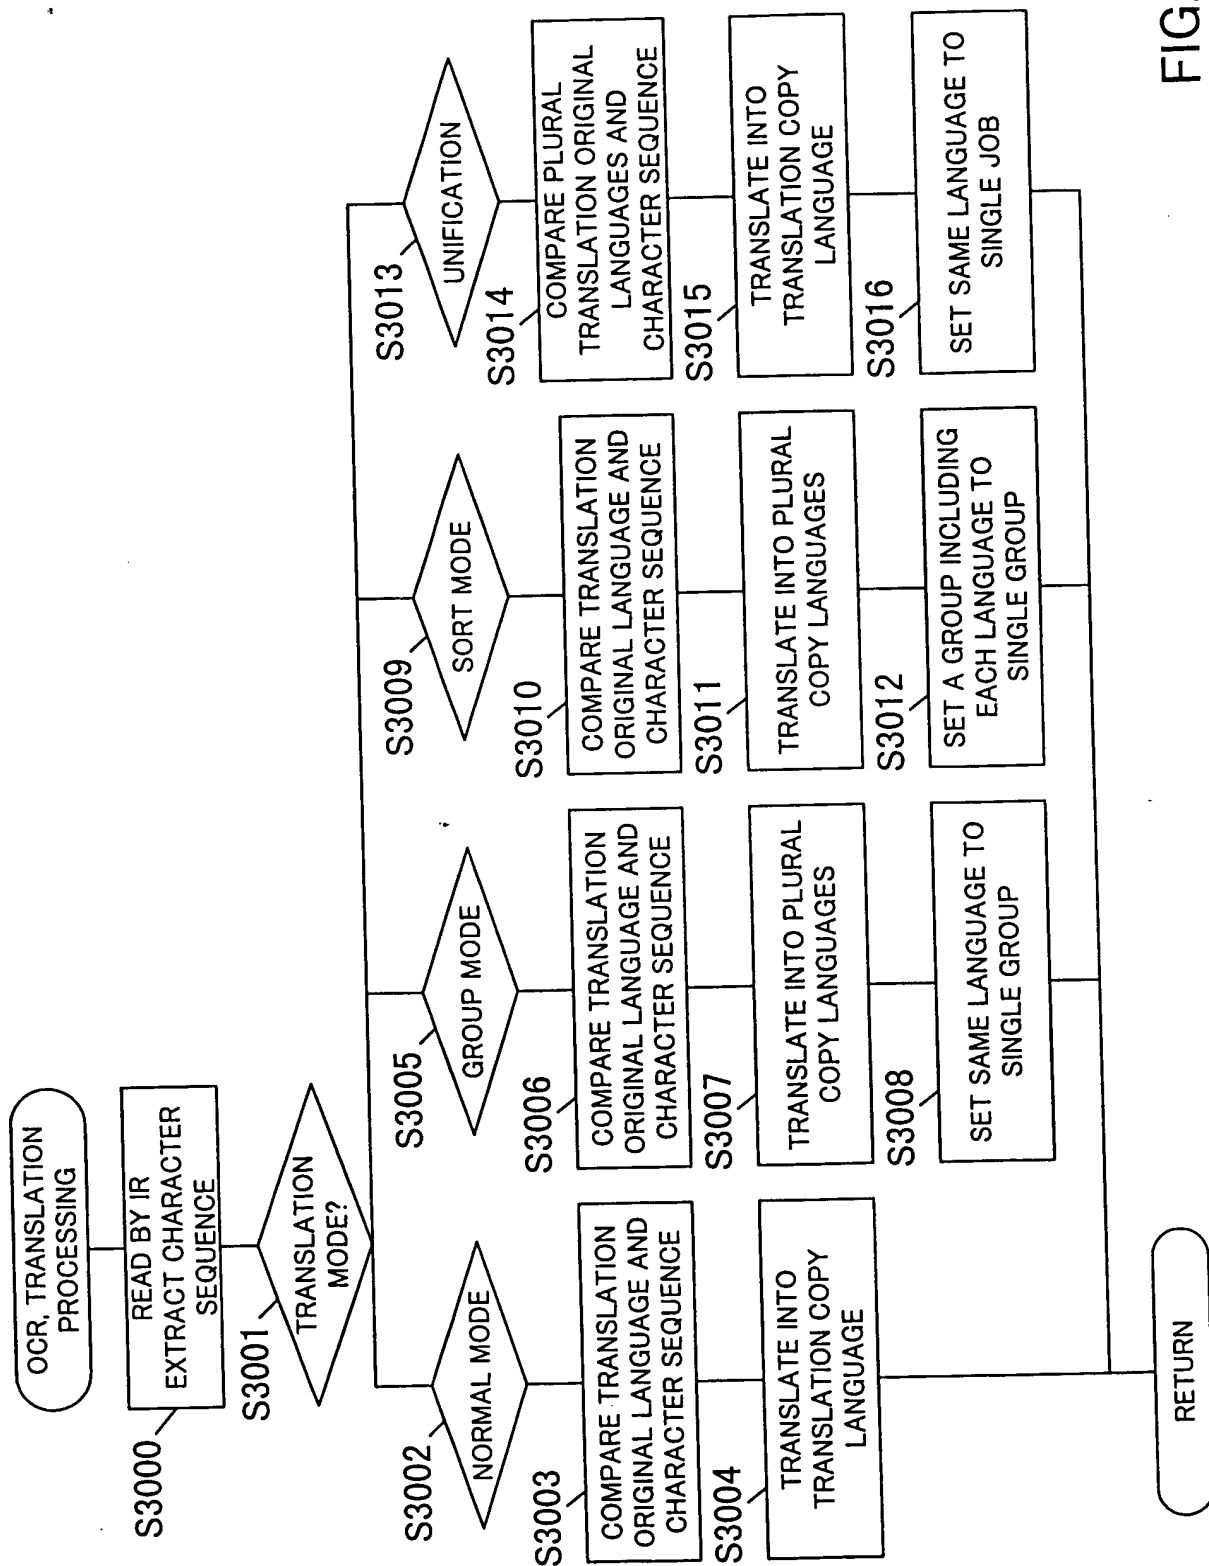 OCR, TRANSLATION
PROCESSING
S3000
READ BY IR
EXTRACT CHARACTER
SEQUENCE
S3001
TRANSLATION
MODE?
S3002
NORMAL MODE
S3003
COMPARE TRANSLATION
ORIGINAL LANGUAGE AND
CHARACTER SEQUENCE
S3004
TRANSLATE INTO
TRANSLATION COPY
LANGUAGE
S3005
GROUP MODE
S3006
COMPARE TRANSLATION
ORIGINAL LANGUAGE AND
CHARACTER SEQUENCE
S3007
TRANSLATE INTO PLURAL
COPY LANGUAGES
S3008
SET SAME LANGUAGE TO
SINGLE GROUP
S3009
SORT MODE
S3010
COMPARE TRANSLATION
ORIGINAL LANGUAGE AND
CHARACTER SEQUENCE
S3011
TRANSLATE INTO PLURAL
COPY LANGUAGES
S3012
SET A GROUP INCLUDING
EACH LANGUAGE TO
SINGLE GROUP
S3013
UNIFICATION
S3014
COMPARE PLURAL
TRANSLATION ORIGINAL
LANGUAGES AND
CHARACTER SEQUENCE
S3015
TRANSLATE INTO
TRANSLATION COPY
LANGUAGE
S3016
SET SAME LANGUAGE TO
SINGLE JOB
RETURN
FIG.